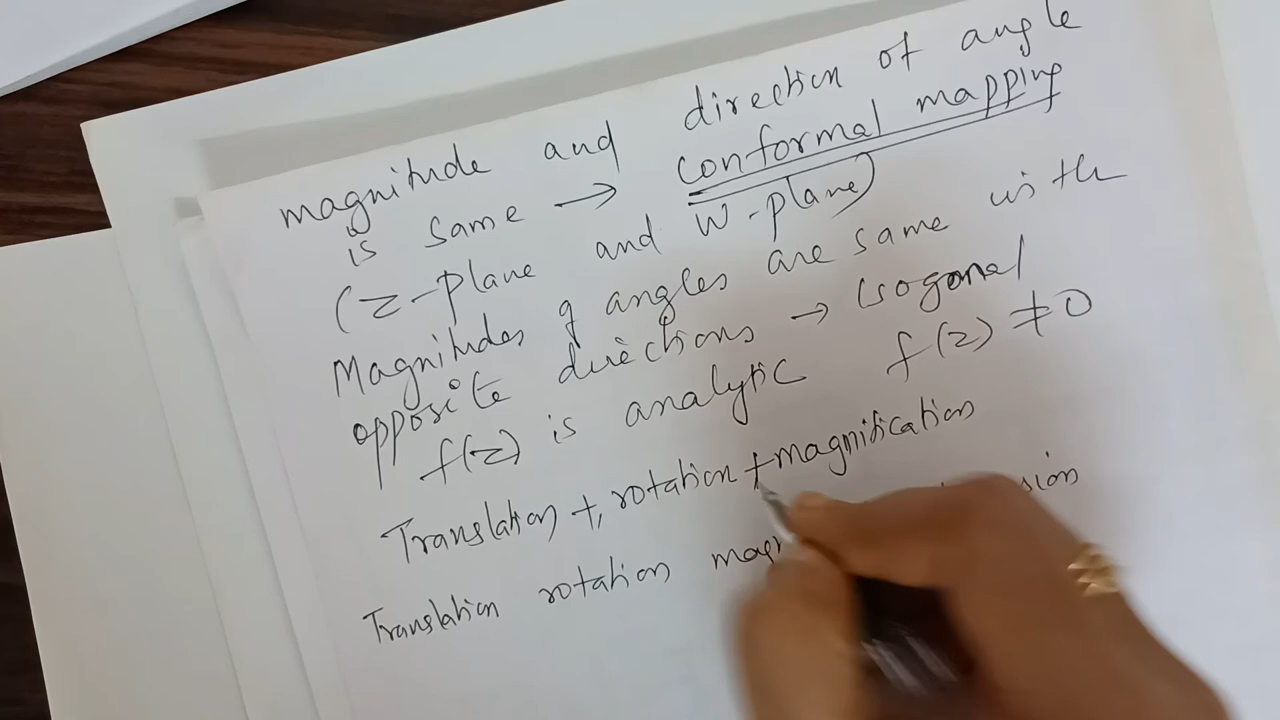 magnitude and direction of angle
is same → conformal mapping
(z-plane and w-plane)
Magnitudes of angles are same with
opposite directions → Isogonal
f(z) is analytic f(z) ≠ 0
Translation +, rotation + magnification
Translation rotation